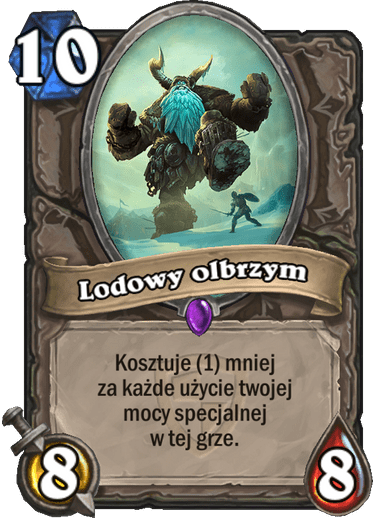 10
Lodowy olbrzym
Kosztuje (1) mniej
za każde użycie twojej
mocy specjalnej
w tej grze.
8
8